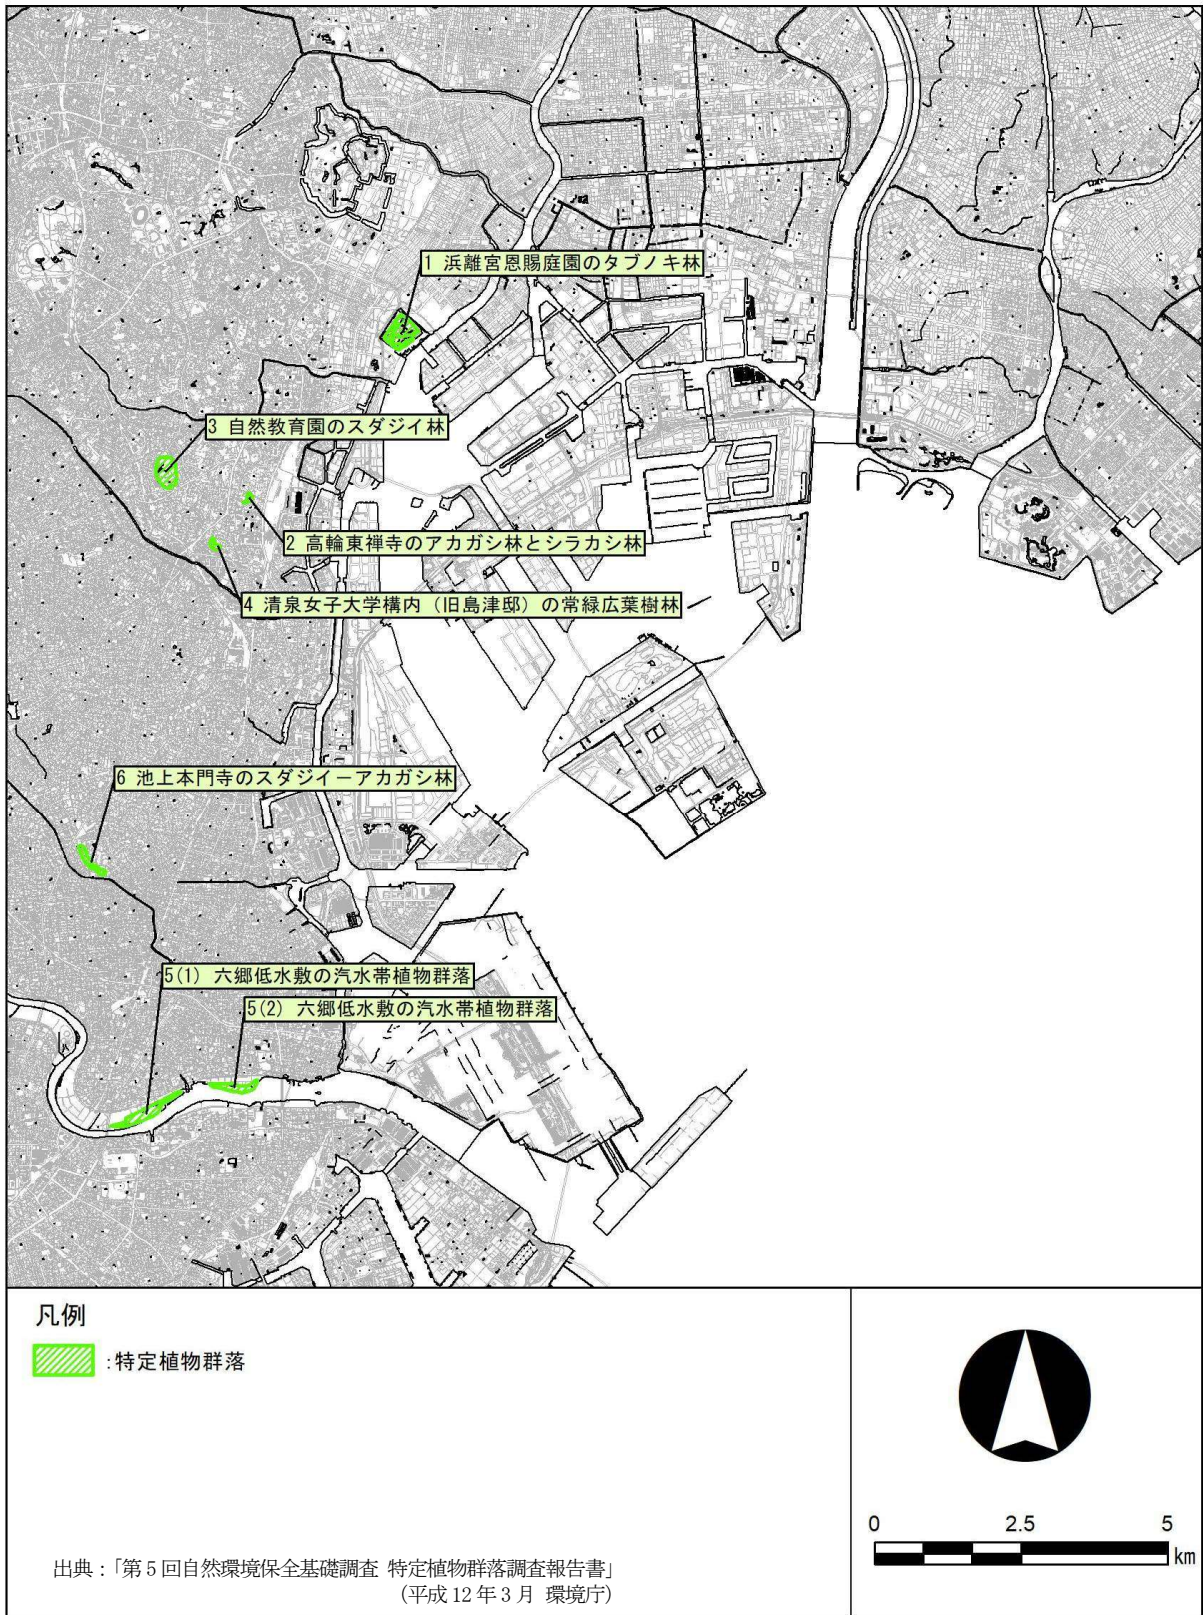 1 浜離宮恩賜庭園のタブノキ林
3 自然教育園のスダジイ林
2 高輪東禅寺のアカガシ林とシラカシ林
4 清泉女子大学構内(旧島津邸)の常緑広葉樹林
6 池上本門寺のスダジイーアカガシ林
5(1) 六郷低水敷の汽水帯植物群落
5(2) 六郷低水敷の汽水帯植物群落
凡例
:特定植物群落
0 2.5 5
km
出典:「第5回自然環境保全基礎調査 特定植物群落調査報告書」
(平成12年3月 環境庁)